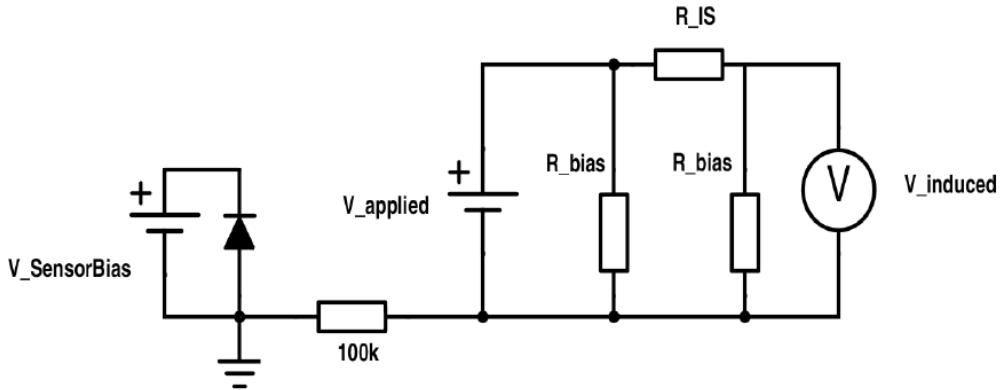 R_IS
R_bias
R_bias
+
V_applied
V
V_induced
+
V_SensorBias
100k